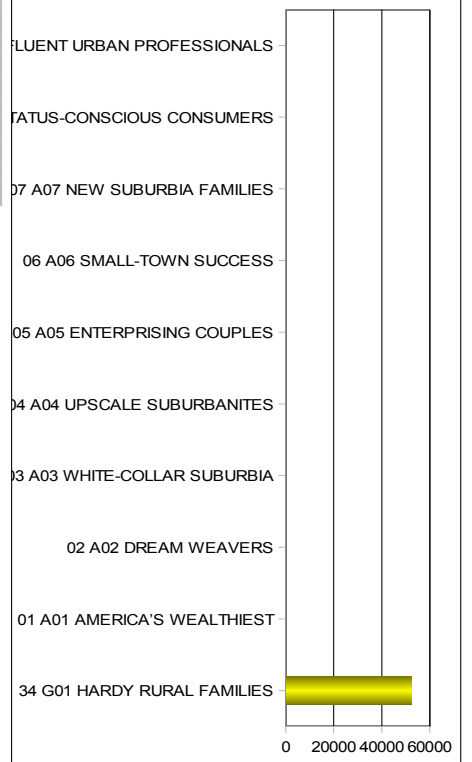 FLUENT URBAN PROFESSIONALS
TATUS-CONSCIOUS CONSUMERS
07 A07 NEW SUBURBIA FAMILIES
06 A06 SMALL-TOWN SUCCESS
05 A05 ENTERPRISING COUPLES
04 A04 UPSCALE SUBURBANITES
03 A03 WHITE-COLLAR SUBURBIA
02 A02 DREAM WEAVERS
01 A01 AMERICA'S WEALTHIEST
34 G01 HARDY RURAL FAMILIES
0 20000 40000 60000